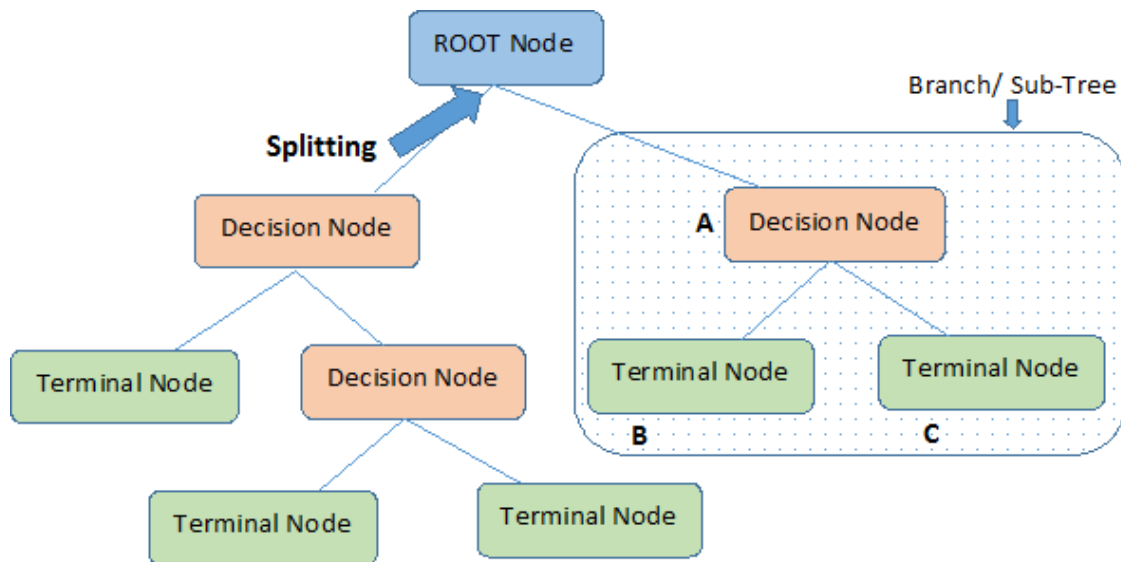 ROOT Node
Branch/ Sub-Tree
Splitting
Decision Node
A
Decision Node
Terminal Node
Decision Node
Terminal Node
Terminal Node
B
C
Terminal Node
Terminal Node